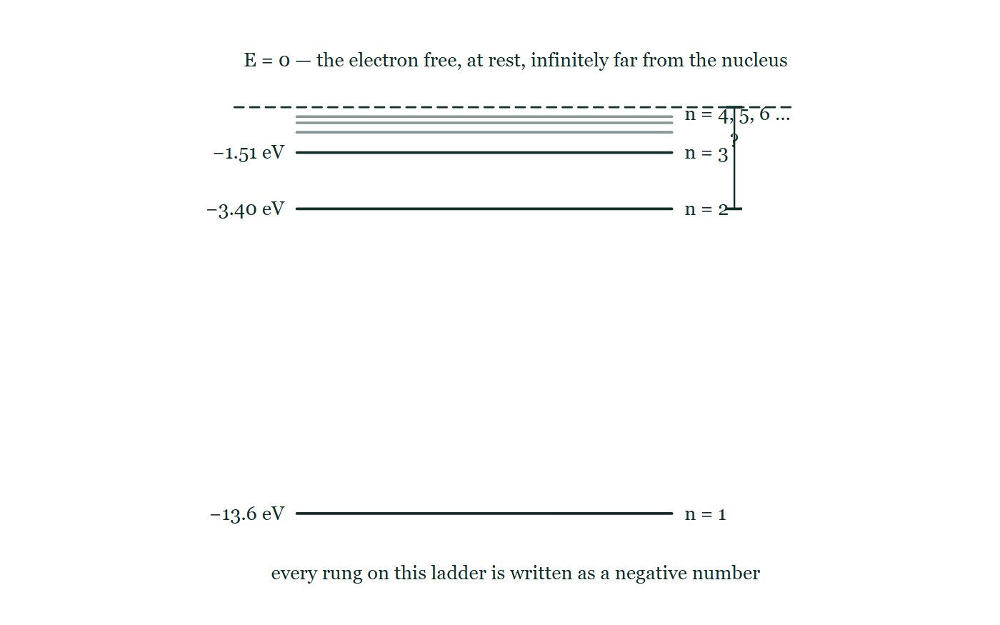 E = 0 — the electron free, at rest, infinitely far from the nucleus
n = 4, 5, 6 ...
?
−1.51 eV
n = 3
−3.40 eV
n = 2
−13.6 eV
n = 1
every rung on this ladder is written as a negative number